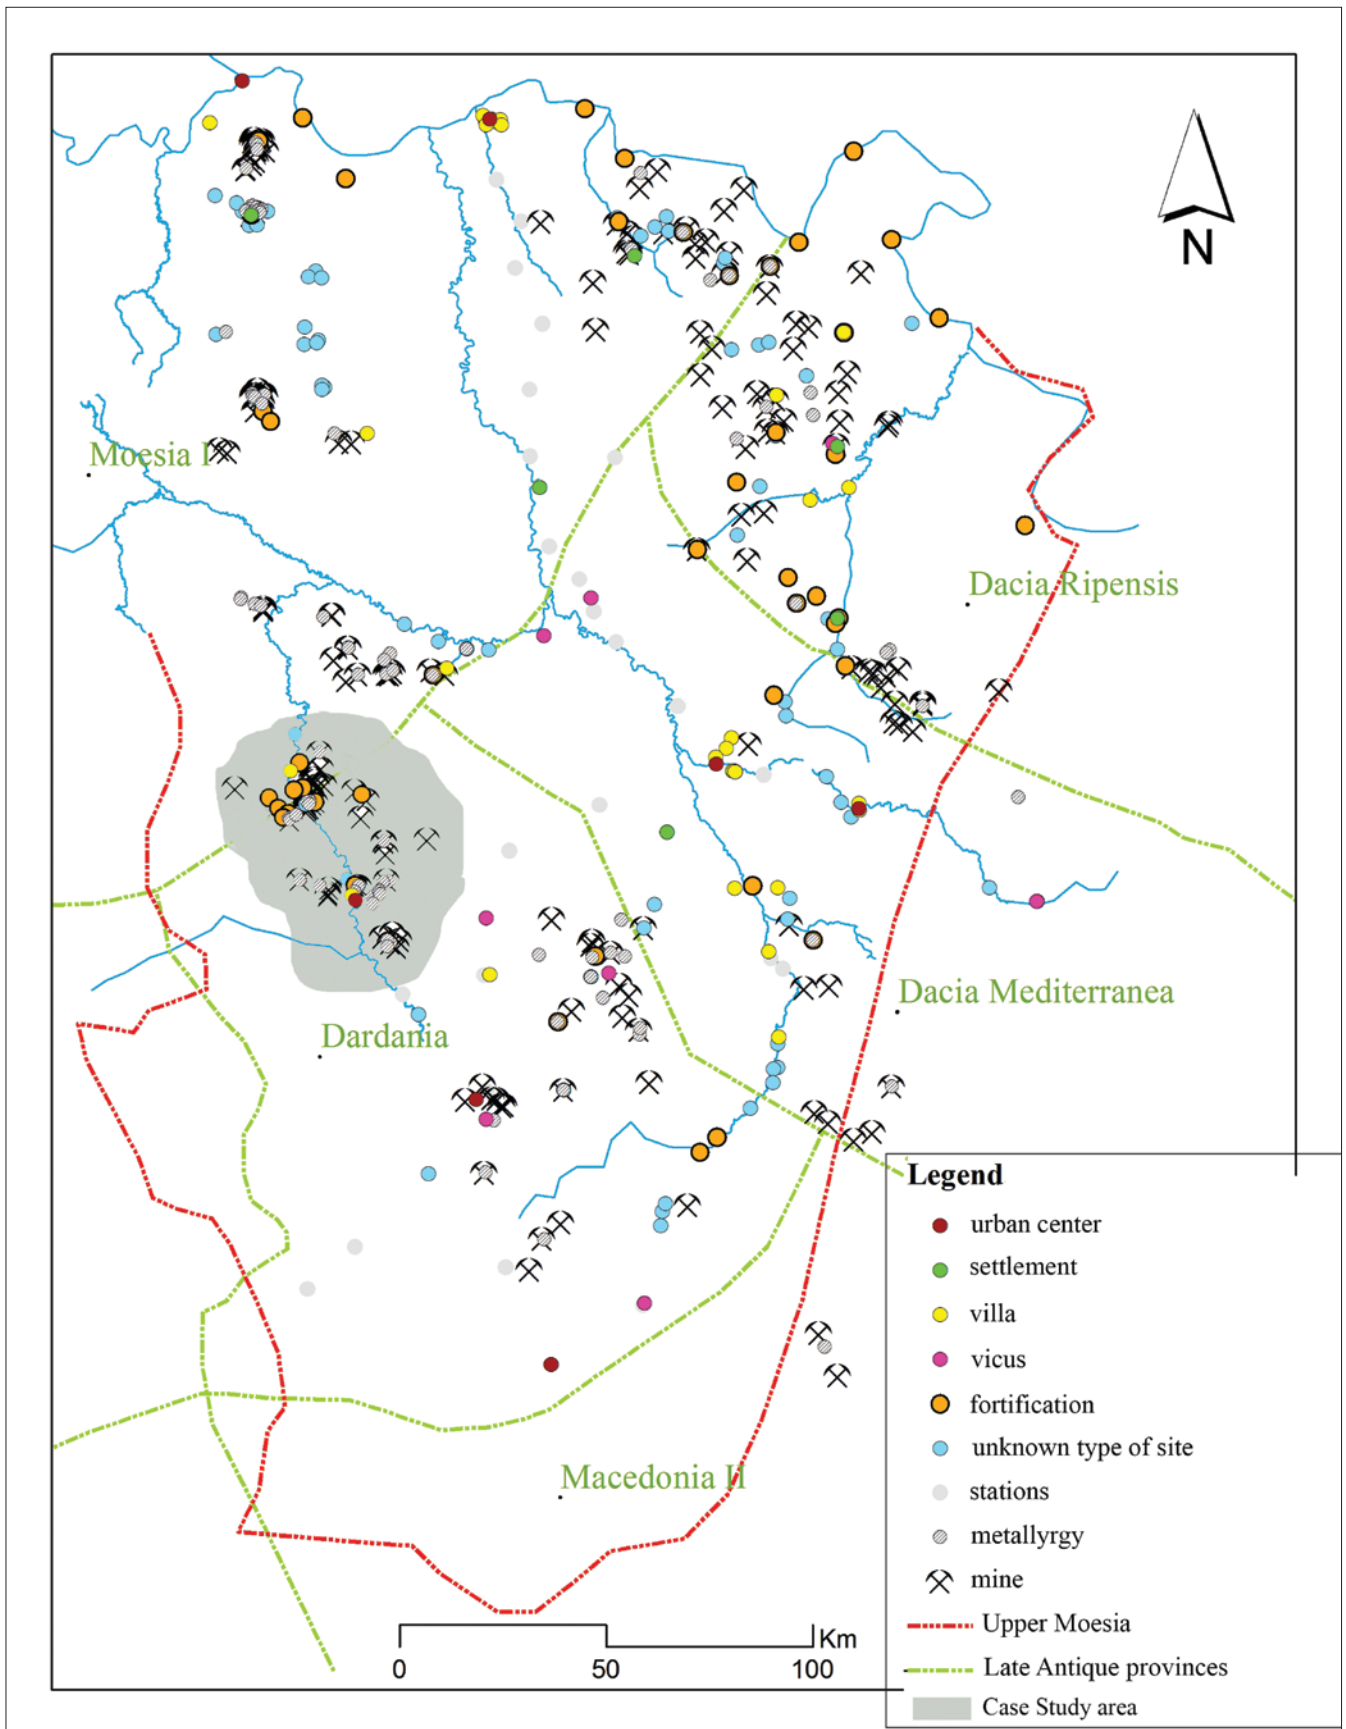 N
Moesia I
Dacia Ripensis
Dacia Mediterranea
Dardania
Macedonia II
Legend
urban center
settlement
villa
vicus
fortification
unknown type of site
stations
metallyrgy
mine
Upper Moesia
Late Antique provinces
Case Study area
Km
0 50 100